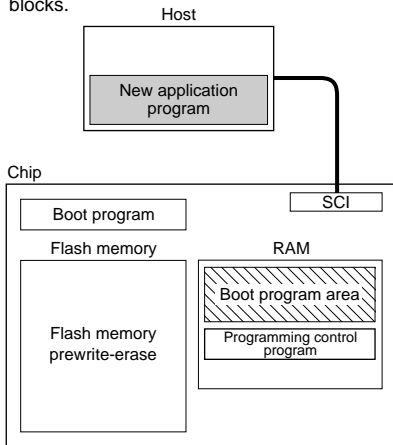 blocks.
Host
New application
program
Chip
SCI
Boot program
Flash memory
RAM
Boot program area
Flash memory
prewrite-erase
Programming control
program